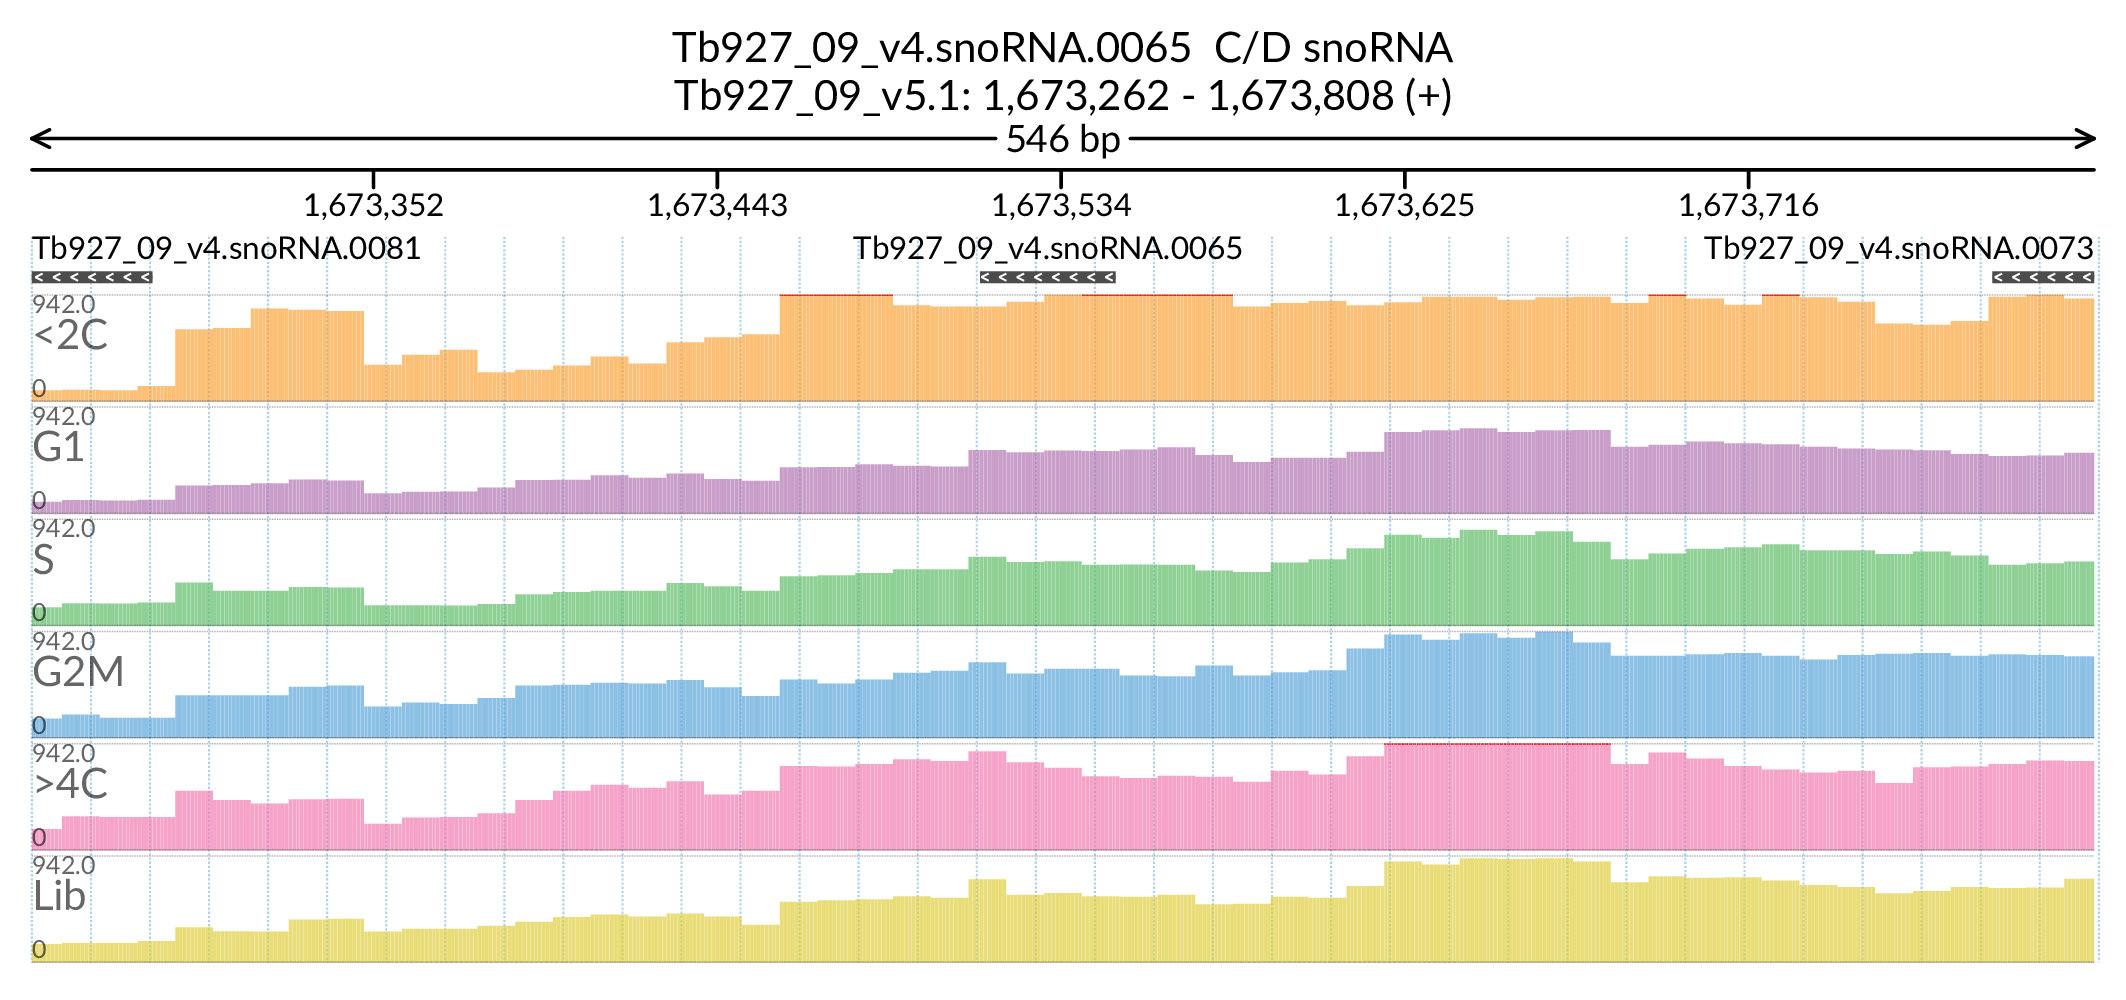 Tb927_09_v4.snoRNA.0065  C/D snoRNA
Tb927_09_v5.1: 1,673,262 - 1,673,808 (+)
546 bp
1,673,352 1,673,443 1,673,534 1,673,625 1,673,716
Tb927_09_v4.snoRNA.0081 Tb927_09_v4.snoRNA.0065 Tb927_09_v4.snoRNA.0073
942.0
<2C
0
942.0
G1
0
942.0
S
0
942.0
G2M
0
942.0
>4C
0
942.0
Lib
0